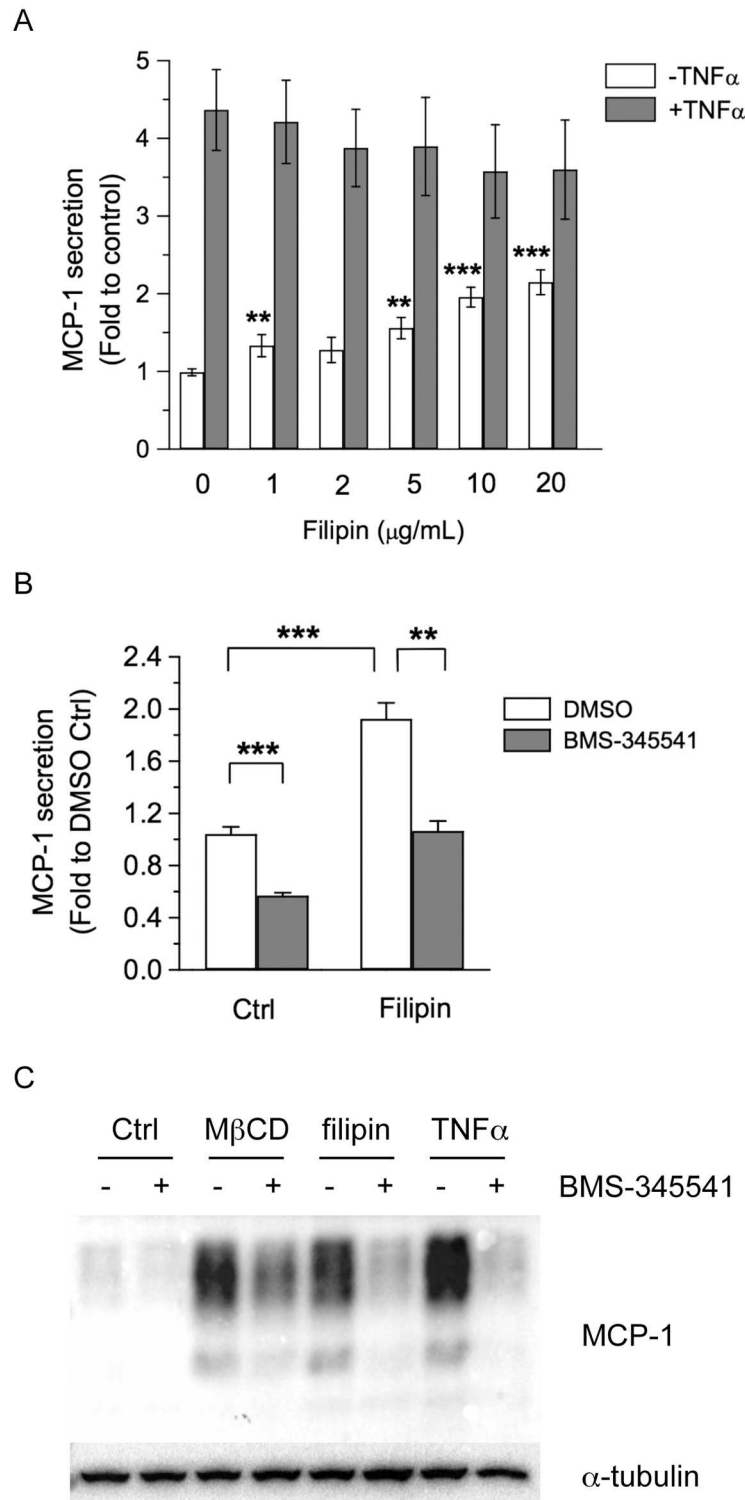 A
MCP-1 secretion
(Fold to control)
5
4
3
2
1
0
-TNFα
+TNFα
** ** *** ***
0 1 2 5 10 20
Filipin (μg/mL)
B
MCP-1 secretion
(Fold to DMSO Ctrl)
2.4
2.0
1.6
1.2
0.8
0.4
0.0
*** **
***
DMSO
BMS-345541
Ctrl Filipin
C
Ctrl MβCD filipin TNFα
- + - + - + - + BMS-345541
MCP-1
α-tubulin